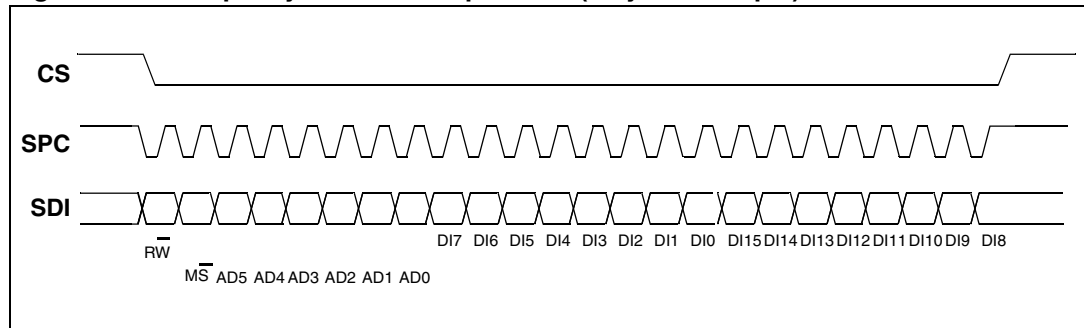 CS
SPC
SDI
DI7 DI6 DI5 DI4 DI3 DI2 DI1 DI0 DI15 DI14 DI13 DI12 DI11 DI10 DI9 DI8
RW
MS AD5 AD4 AD3 AD2 AD1 AD0